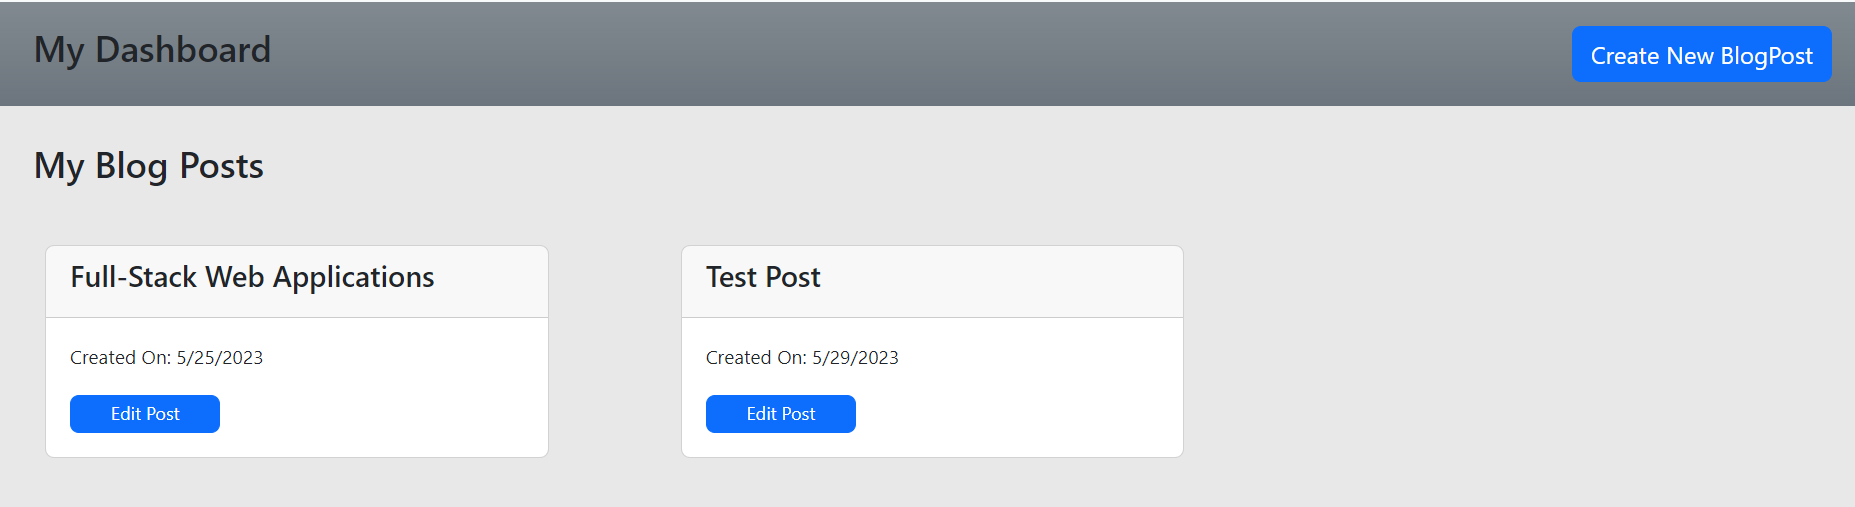 My Dashboard
Create New BlogPost
My Blog Posts
Full-Stack Web Applications
Created On: 5/25/2023
Edit Post
Test Post
Created On: 5/29/2023
Edit Post